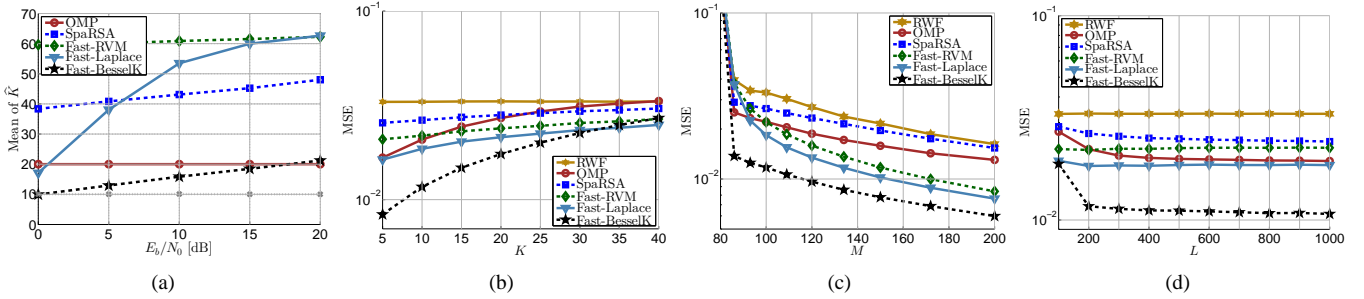 70
60
50
40
30
20
10
0
Mean of K̂
OMP
SpaRSA
Fast-RVM
Fast-Laplace
Fast-BesselK
0 5 10 15 20
E_b/N_0 [dB]
(a)
10^{-1}
10^{-2}
MSE
RWF
OMP
SpaRSA
Fast-RVM
Fast-Laplace
Fast-BesselK
5 10 15 20 25 30 35 40
K
(b)
10^{-1}
10^{-2}
MSE
RWF
OMP
SpaRSA
Fast-RVM
Fast-Laplace
Fast-BesselK
80 100 120 140 160 180 200
M
(c)
10^{-1}
10^{-2}
MSE
RWF
OMP
SpaRSA
Fast-RVM
Fast-Laplace
Fast-BesselK
200 400 600 800 1000
L
(d)